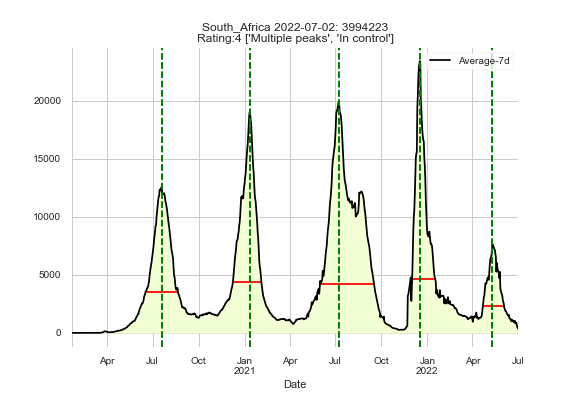 South_Africa 2022-07-02: 3994223
Rating:4 ['Multiple peaks', 'In control']
Average-7d
20000
15000
10000
5000
0
Apr Jul Oct Jan Apr Jul Oct Jan Apr Jul
2021 2022
Date